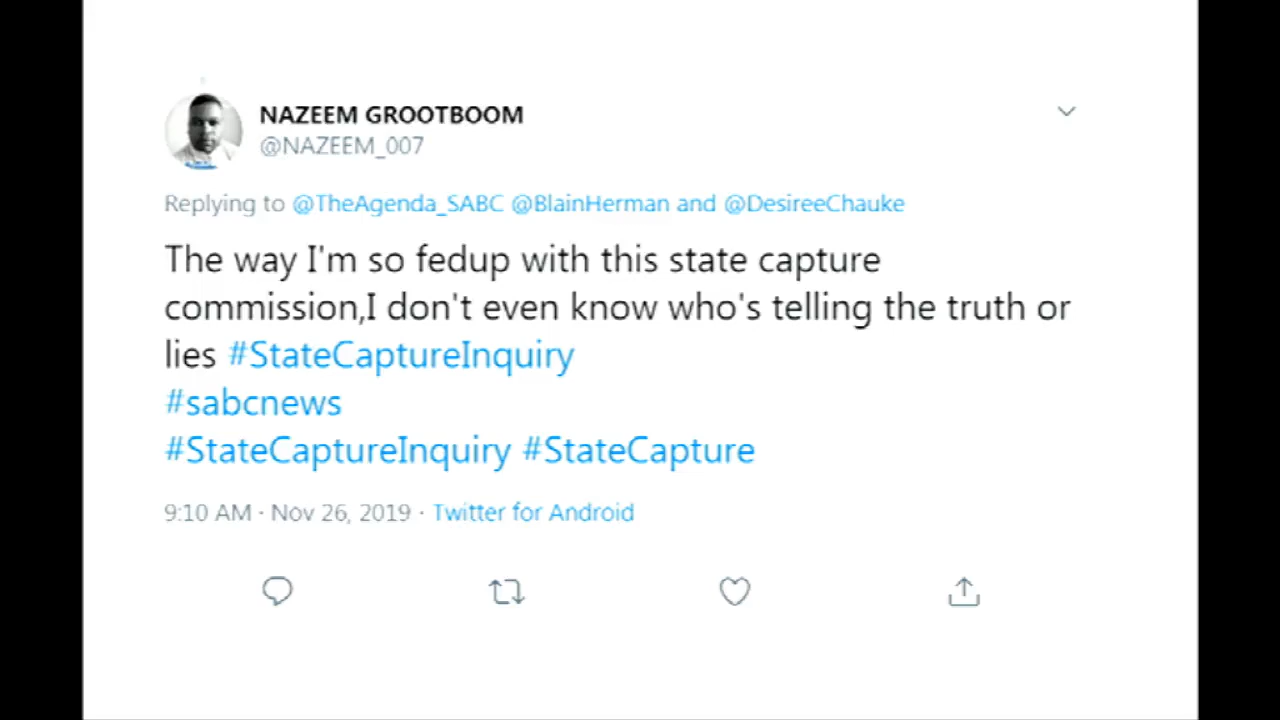 NAZEEM GROOTBOOM
@NAZEEM_007
Replying to @TheAgenda_SABC @BlainHerman and @DesireeChauke
The way I'm so fedup with this state capture
commission,I don't even know who's telling the truth or
lies #StateCaptureInquiry
#sabcnews
#StateCaptureInquiry #StateCapture
9:10 AM · Nov 26, 2019 · Twitter for Android